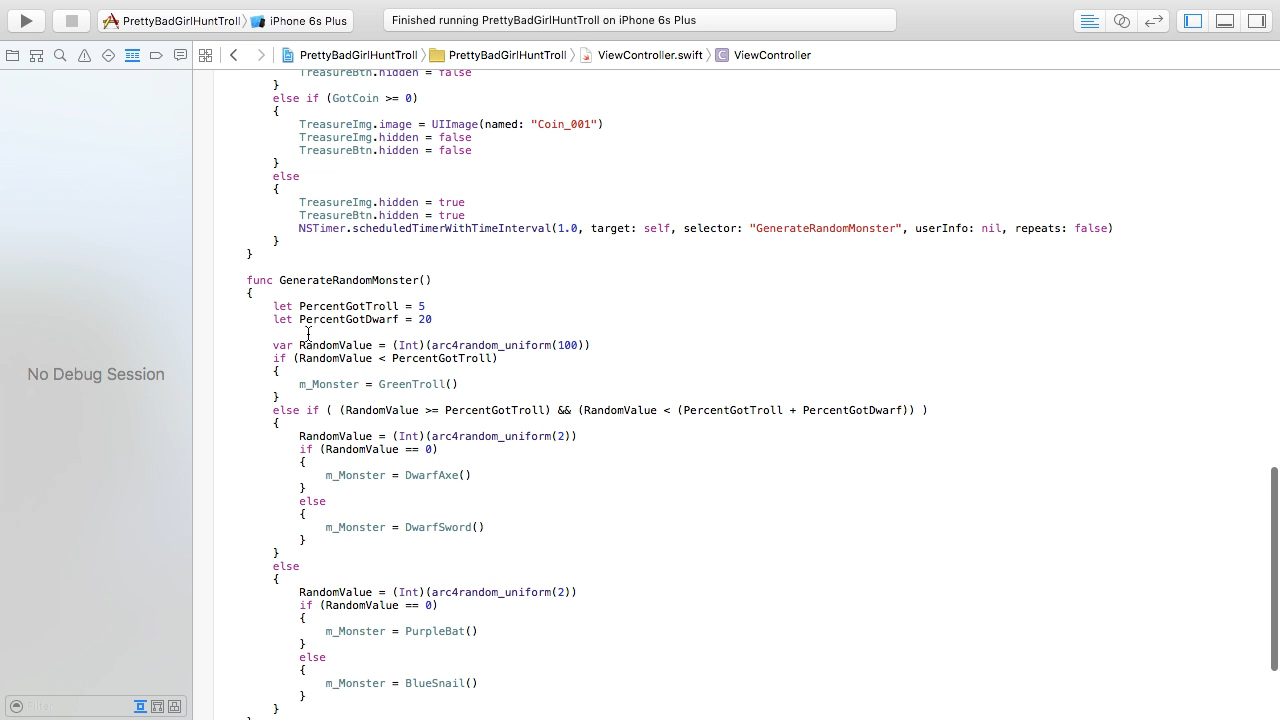 PrettyBadGirlHuntTroll iPhone 6s Plus
Finished running PrettyBadGirlHuntTroll on iPhone 6s Plus
PrettyBadGirlHuntTroll PrettyBadGirlHuntTroll ViewController.swift C ViewController
TreasureBtn.hidden = false
}
else if (GotCoin >= 0)
{
TreasureImg.image = UIImage(named: "Coin_001")
TreasureImg.hidden = false
TreasureBtn.hidden = false
}
else
{
TreasureImg.hidden = true
TreasureBtn.hidden = true
NSTimer.scheduledTimerWithTimeInterval(1.0, target: self, selector: "GenerateRandomMonster", userInfo: nil, repeats: false)
}
}
func GenerateRandomMonster()
{
let PercentGotTroll = 5
let PercentGotDwarf = 20
var RandomValue = (Int)(arc4random_uniform(100))
if (RandomValue < PercentGotTroll)
{
m_Monster = GreenTroll()
}
else if ( (RandomValue >= PercentGotTroll) && (RandomValue < (PercentGotTroll + PercentGotDwarf)) )
{
RandomValue = (Int)(arc4random_uniform(2))
if (RandomValue == 0)
{
m_Monster = DwarfAxe()
}
else
{
m_Monster = DwarfSword()
}
}
else
{
RandomValue = (Int)(arc4random_uniform(2))
if (RandomValue == 0)
{
m_Monster = PurpleBat()
}
else
{
m_Monster = BlueSnail()
}
}
No Debug Session
Filter